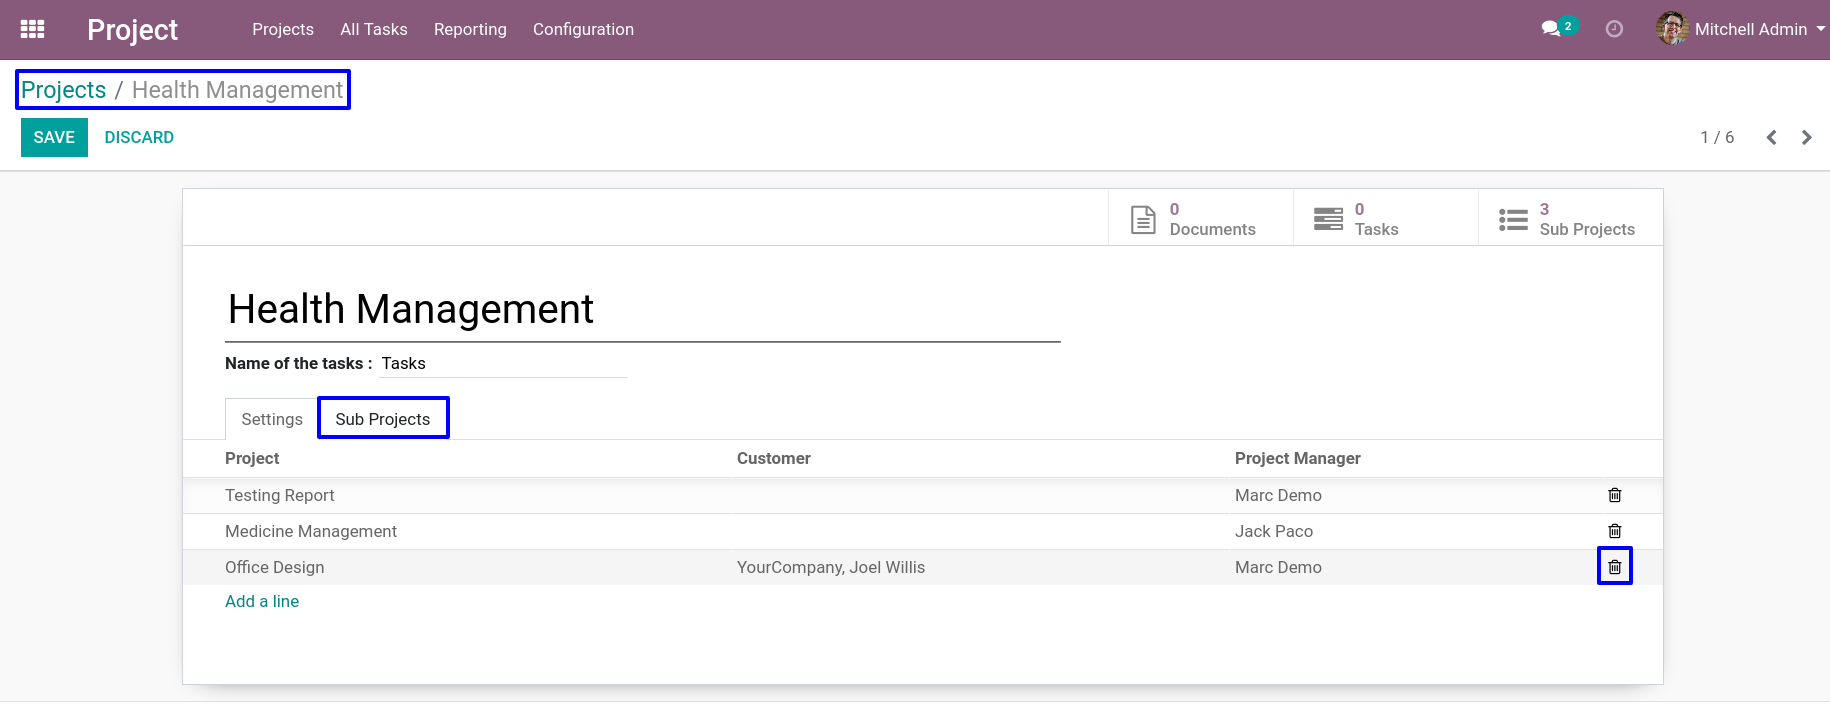 Project Projects All Tasks Reporting Configuration 2 Mitchell Admin
Projects / Health Management
SAVE DISCARD 1 / 6
0 Documents
0 Tasks
3 Sub Projects
Health Management
Name of the tasks : Tasks
Settings Sub Projects
Project Customer Project Manager
Testing Report Marc Demo
Medicine Management Jack Paco
Office Design YourCompany, Joel Willis Marc Demo
Add a line